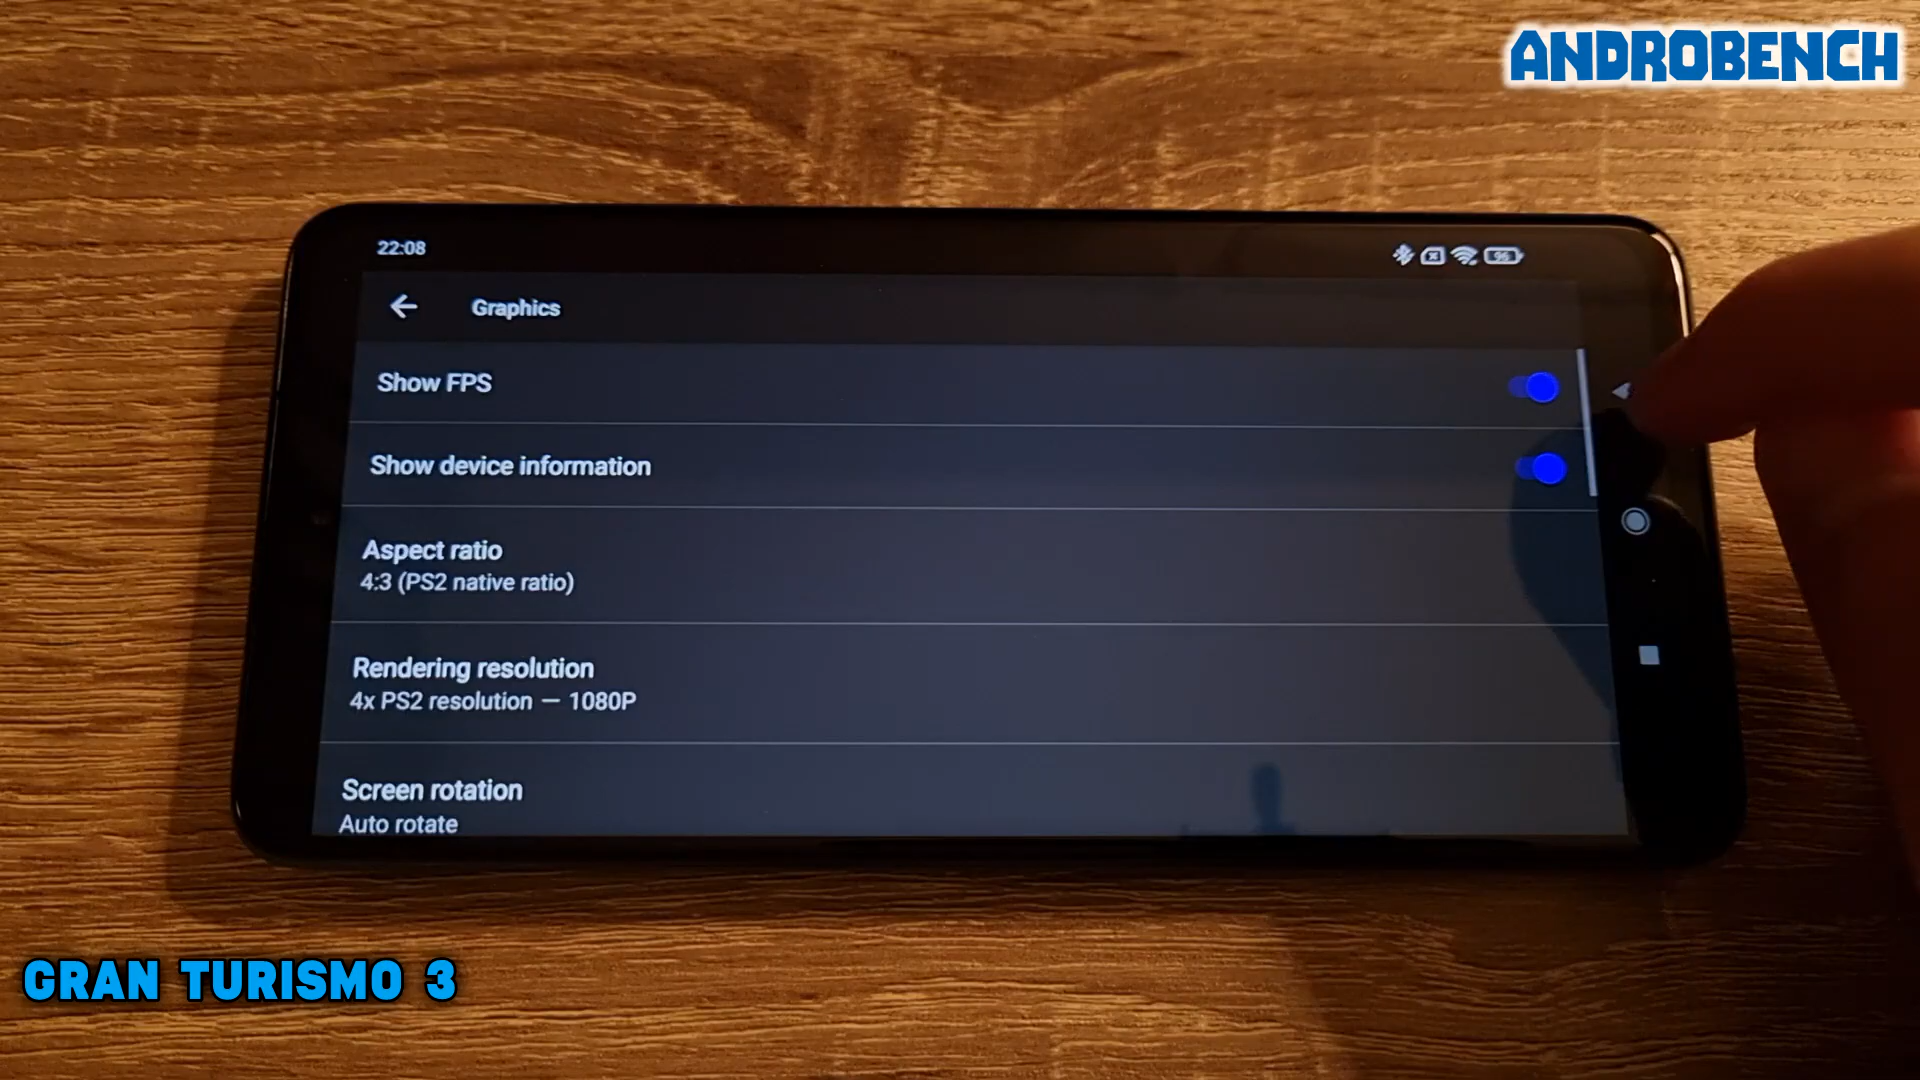 ANDROBENCH
22:08
96
Graphics
Show FPS
Show device information
Aspect ratio
4:3 (PS2 native ratio)
Rendering resolution
4x PS2 resolution — 1080P
Screen rotation
Auto rotate
GRAN TURISMO 3